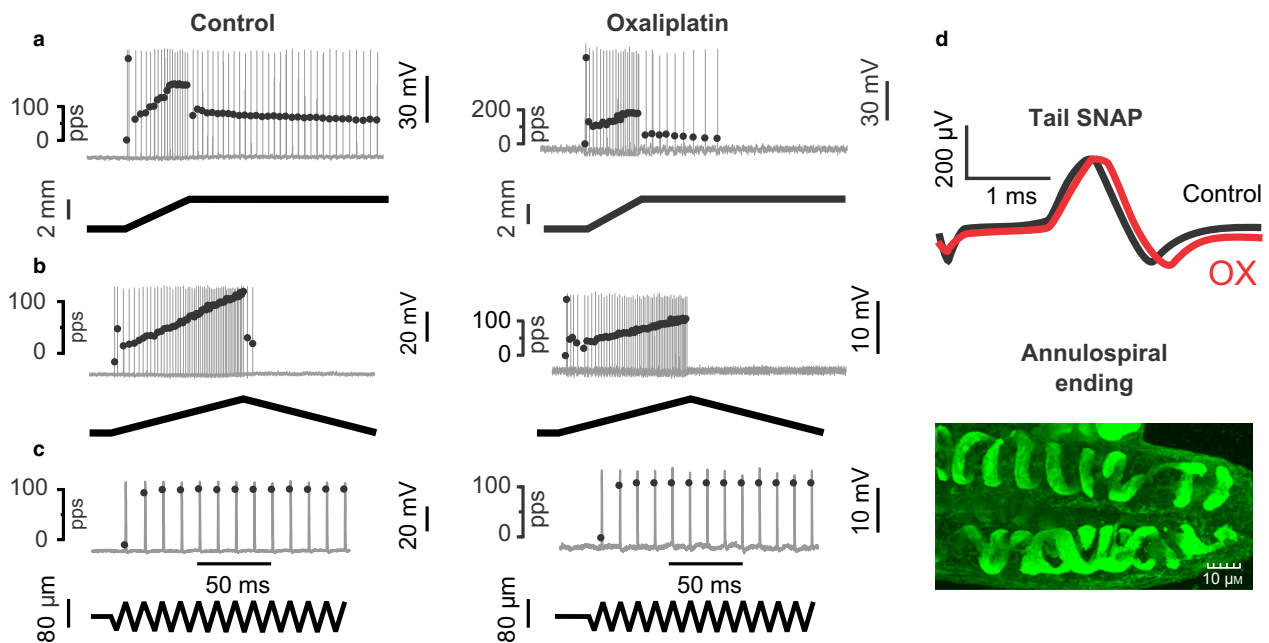 Control
Oxaliplatin
a
100
0
pps
30 mV
2 mm
200
0
pps
30 mV
2 mm
b
100
0
pps
20 mV
100
0
pps
10 mV
c
100
0
pps
20 mV
50 ms
80 µm
100
0
pps
10 mV
50 ms
80 µm
d
Tail SNAP
200 µV
1 ms
Control
OX
Annulospiral
ending
10 µM